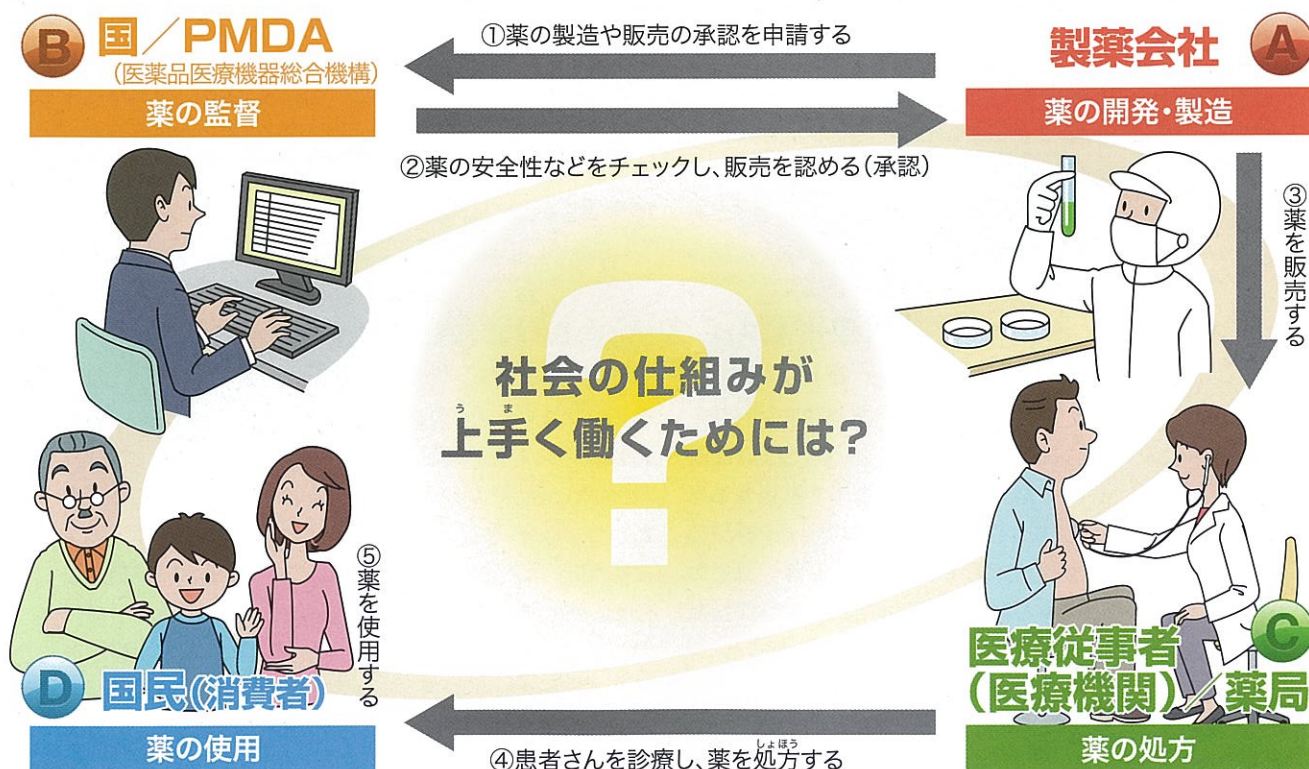 B 国／PMDA
（医薬品医療機器総合機構）
薬の監督
①薬の製造や販売の承認を申請する
②薬の安全性などをチェックし、販売を認める（承認）
製薬会社 A
薬の開発・製造
③薬を販売する
社会の仕組みが
うま
上手く働くためには？
?
医療従事者 C
（医療機関）／薬局
薬の処方
しょほう
④患者さんを診療し、薬を処方する
⑤薬を使用する
D 国民（消費者）
薬の使用